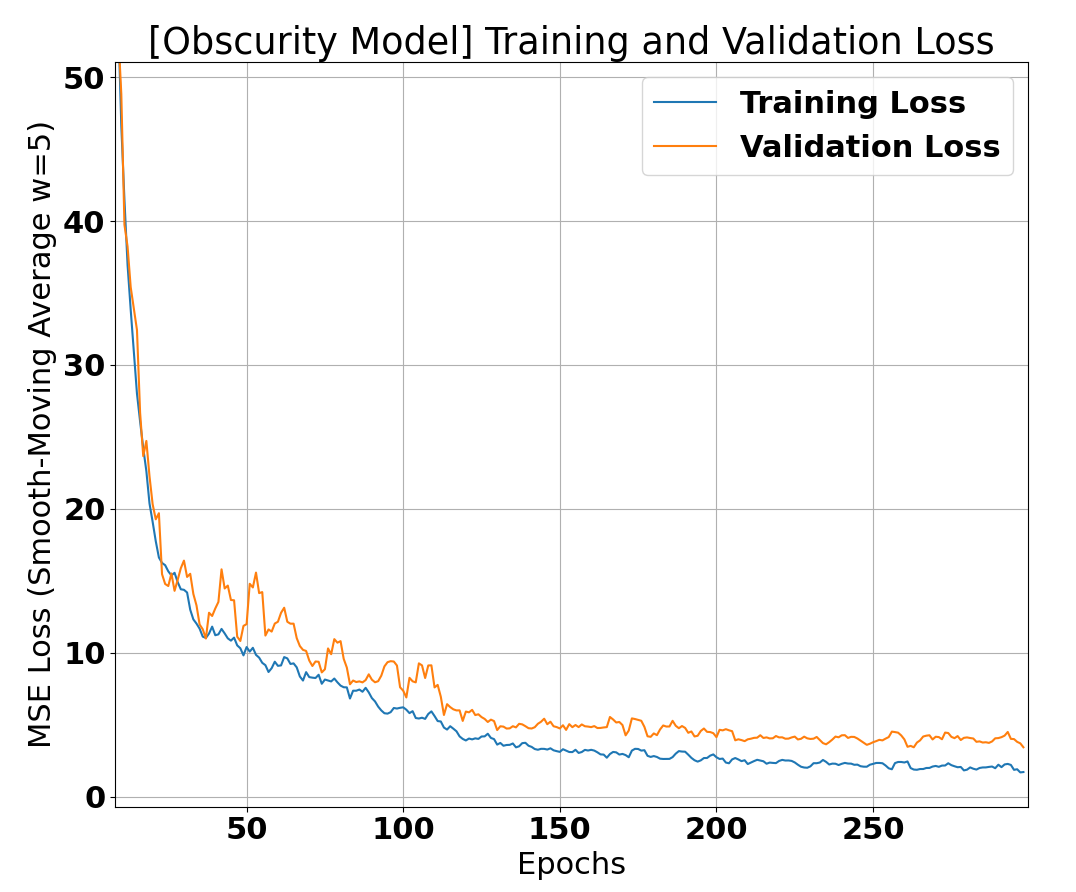 [Obscurity Model] Training and Validation Loss
MSE Loss (Smooth-Moving Average w=5)
50
40
30
20
10
0
Training Loss
Validation Loss
50
100
150
200
250
Epochs